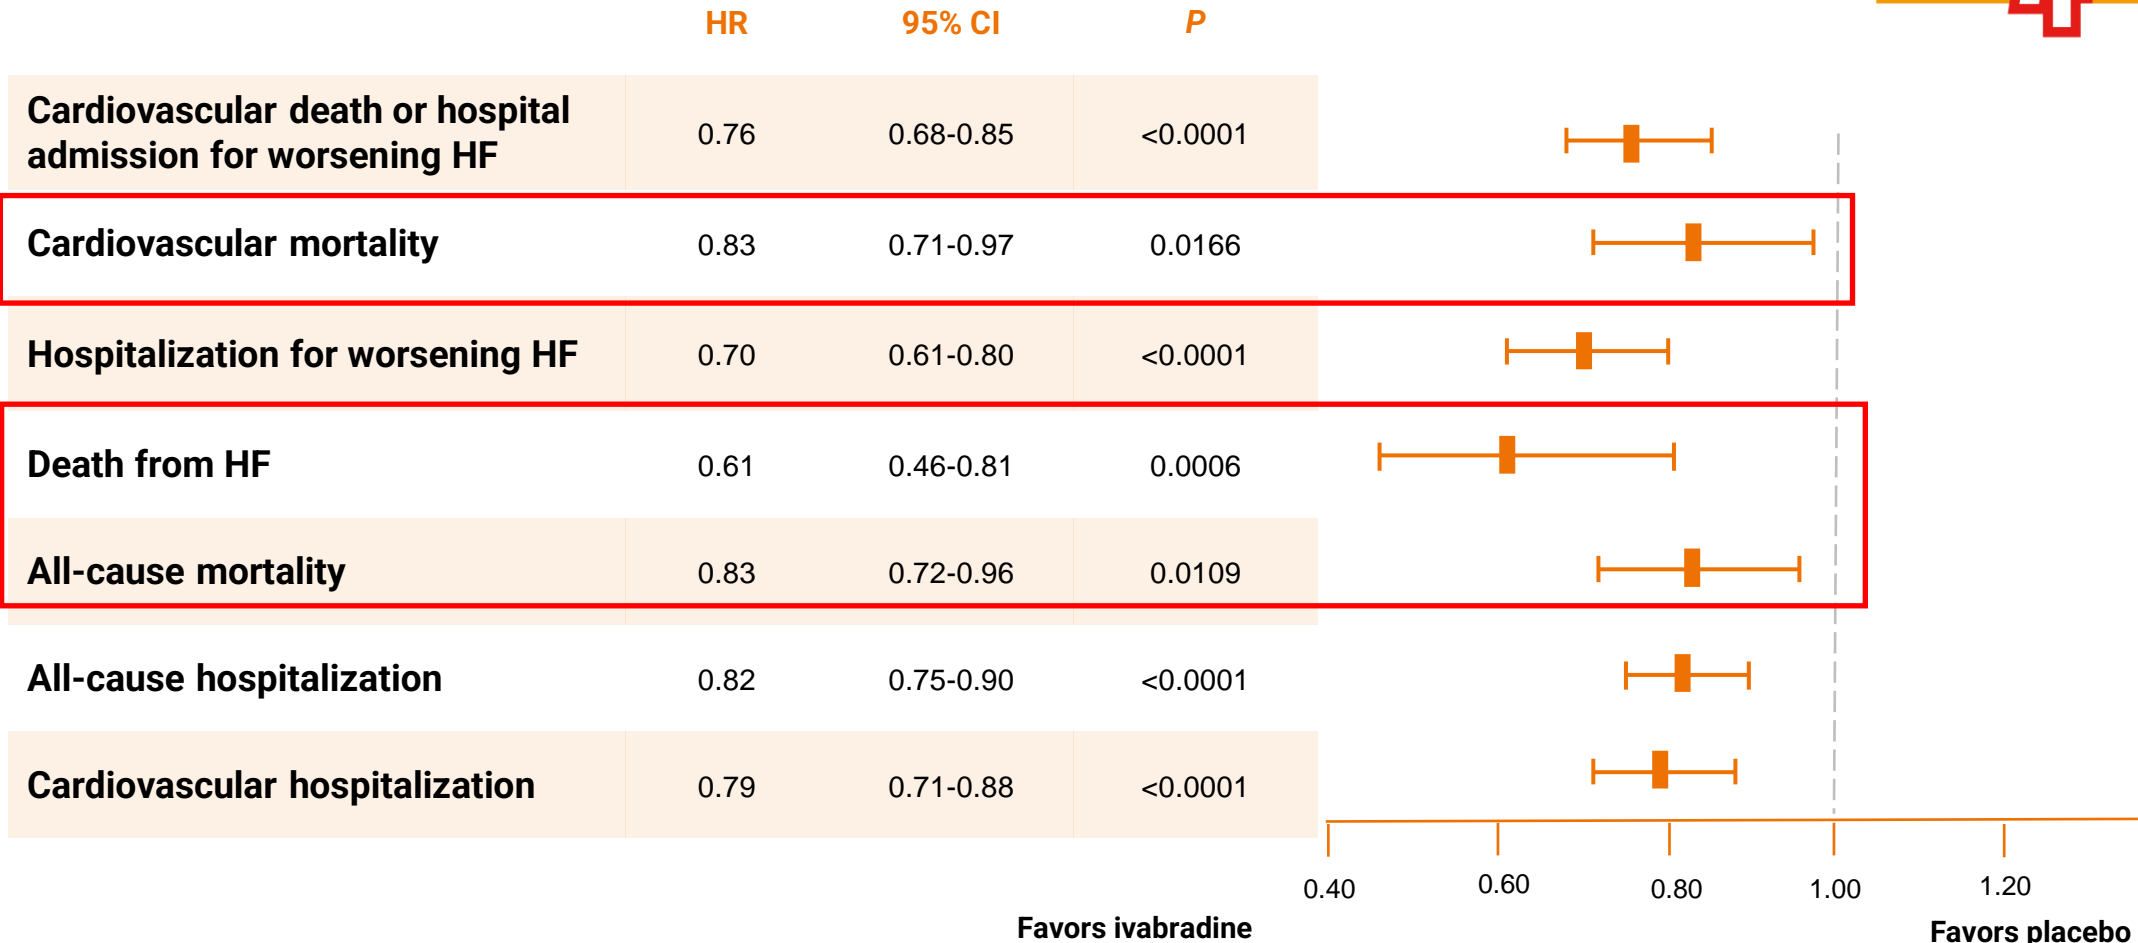 HR 95% CI P
Cardiovascular death or hospital
admission for worsening HF 0.76 0.68-0.85 <0.0001
Cardiovascular mortality 0.83 0.71-0.97 0.0166
Hospitalization for worsening HF 0.70 0.61-0.80 <0.0001
Death from HF 0.61 0.46-0.81 0.0006
All-cause mortality 0.83 0.72-0.96 0.0109
All-cause hospitalization 0.82 0.75-0.90 <0.0001
Cardiovascular hospitalization 0.79 0.71-0.88 <0.0001
0.40 0.60 0.80 1.00 1.20
Favors ivabradine Favors placebo